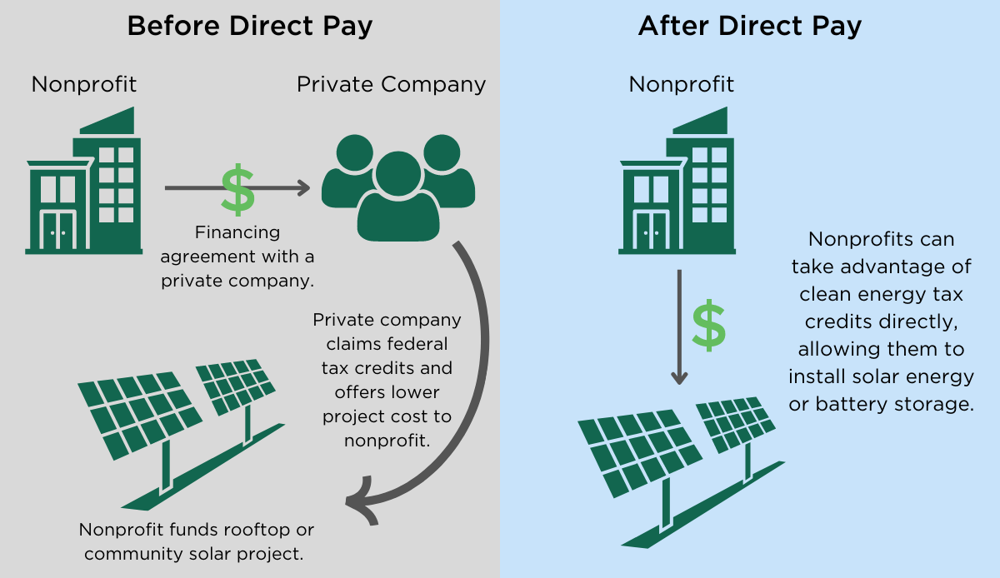 Before Direct Pay
Nonprofit
Private Company
$
Financing
agreement with a
private company.
Private company
claims federal
tax credits and
offers lower
project cost to
nonprofit.
Nonprofit funds rooftop or
community solar project.
After Direct Pay
Nonprofit
$
Nonprofits can
take advantage of
clean energy tax
credits directly,
allowing them to
install solar energy
or battery storage.